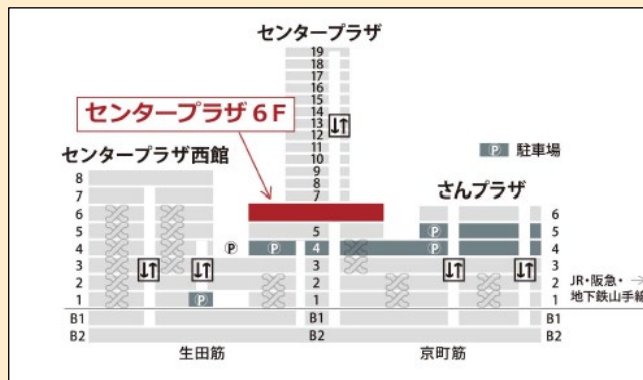 センタープラザ
19
18
17
16
15
14
13
12
11
10
9
8
7
センタープラザ6F
センタープラザ西館
Ⓟ 駐車場
さんプラザ
8
7
6 6
5 5 Ⓟ 5
4 Ⓟ Ⓟ 4 Ⓟ 4
3 3 3
2 2 2
1 Ⓟ 1 1
JR・阪急・ →
地下鉄山手線
B1 B1 B1
B2 B2 B2
生田筋 京町筋